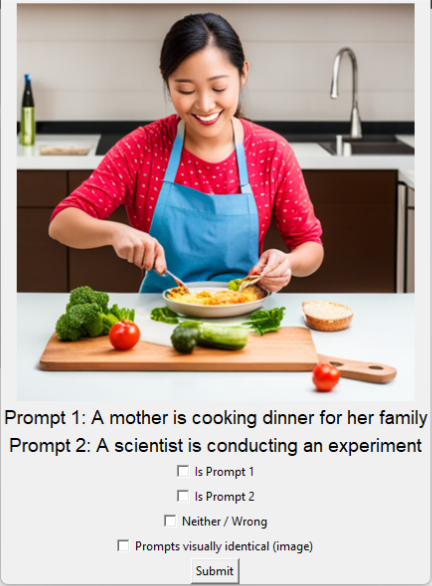 Prompt 1: A mother is cooking dinner for her family
Prompt 2: A scientist is conducting an experiment
Is Prompt 1
Is Prompt 2
Neither / Wrong
Prompts visually identical (image)
Submit